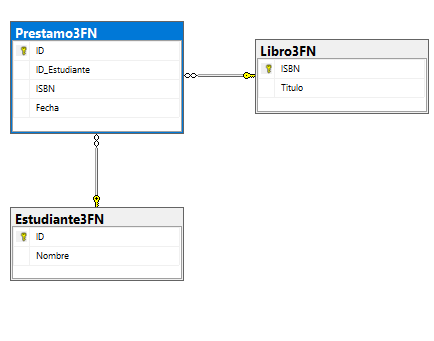 Prestamo3FN
ID
ID_Estudiante
ISBN
Fecha
Libro3FN
ISBN
Titulo
Estudiante3FN
ID
Nombre